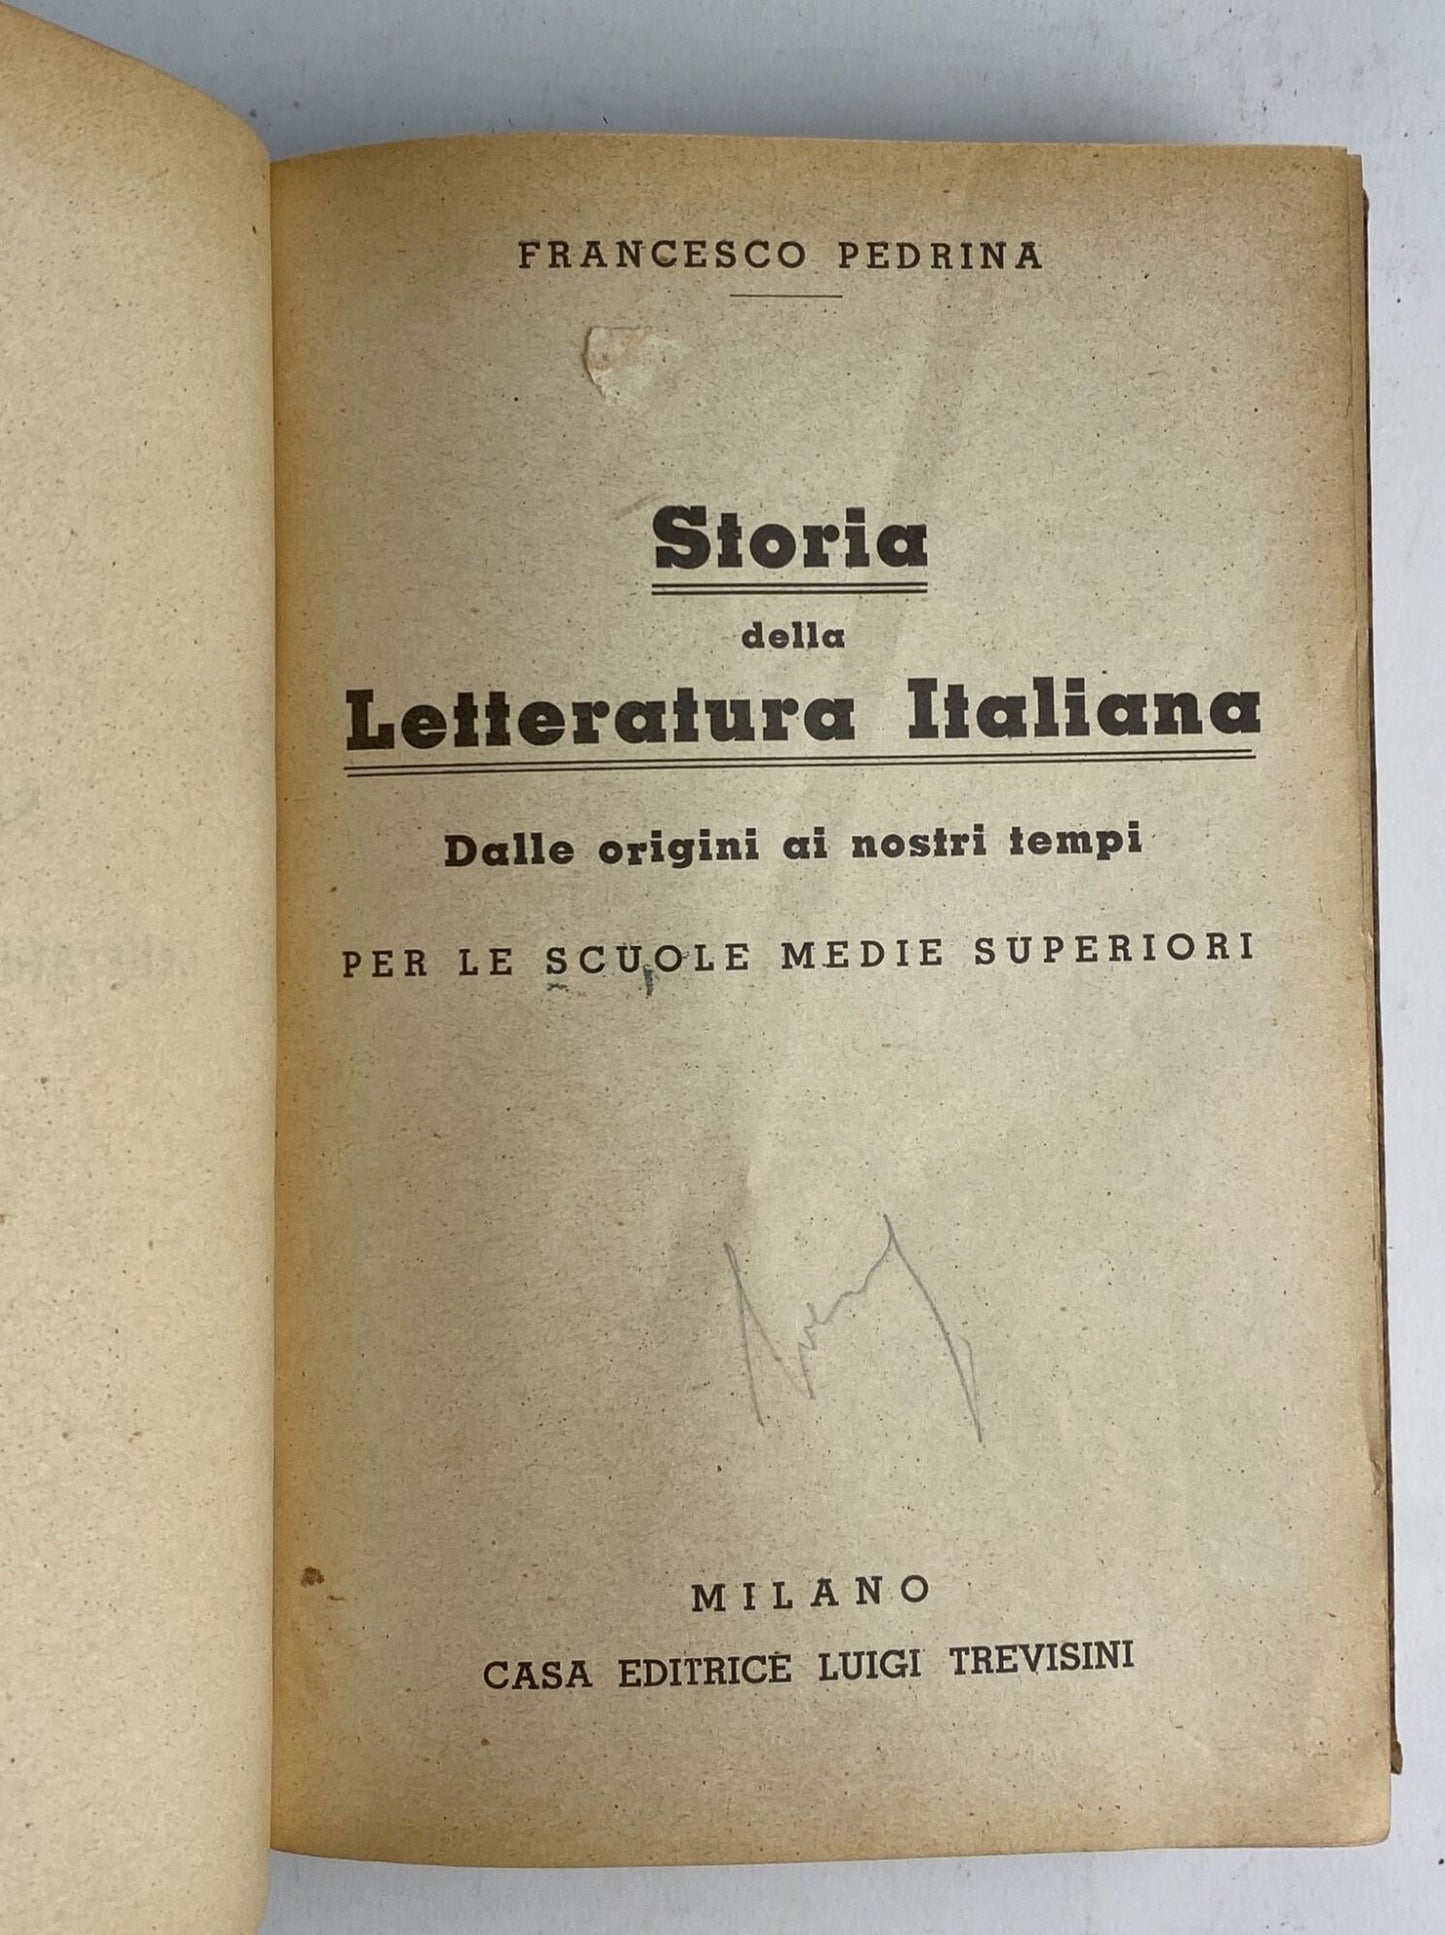 FRANCESCO PEDRINA
Storia
della
Letteratura Italiana
Dalle origini ai nostri tempi
PER LE SCUOLE MEDIE SUPERIORI
MILANO
CASA EDITRICE LUIGI TREVISINI